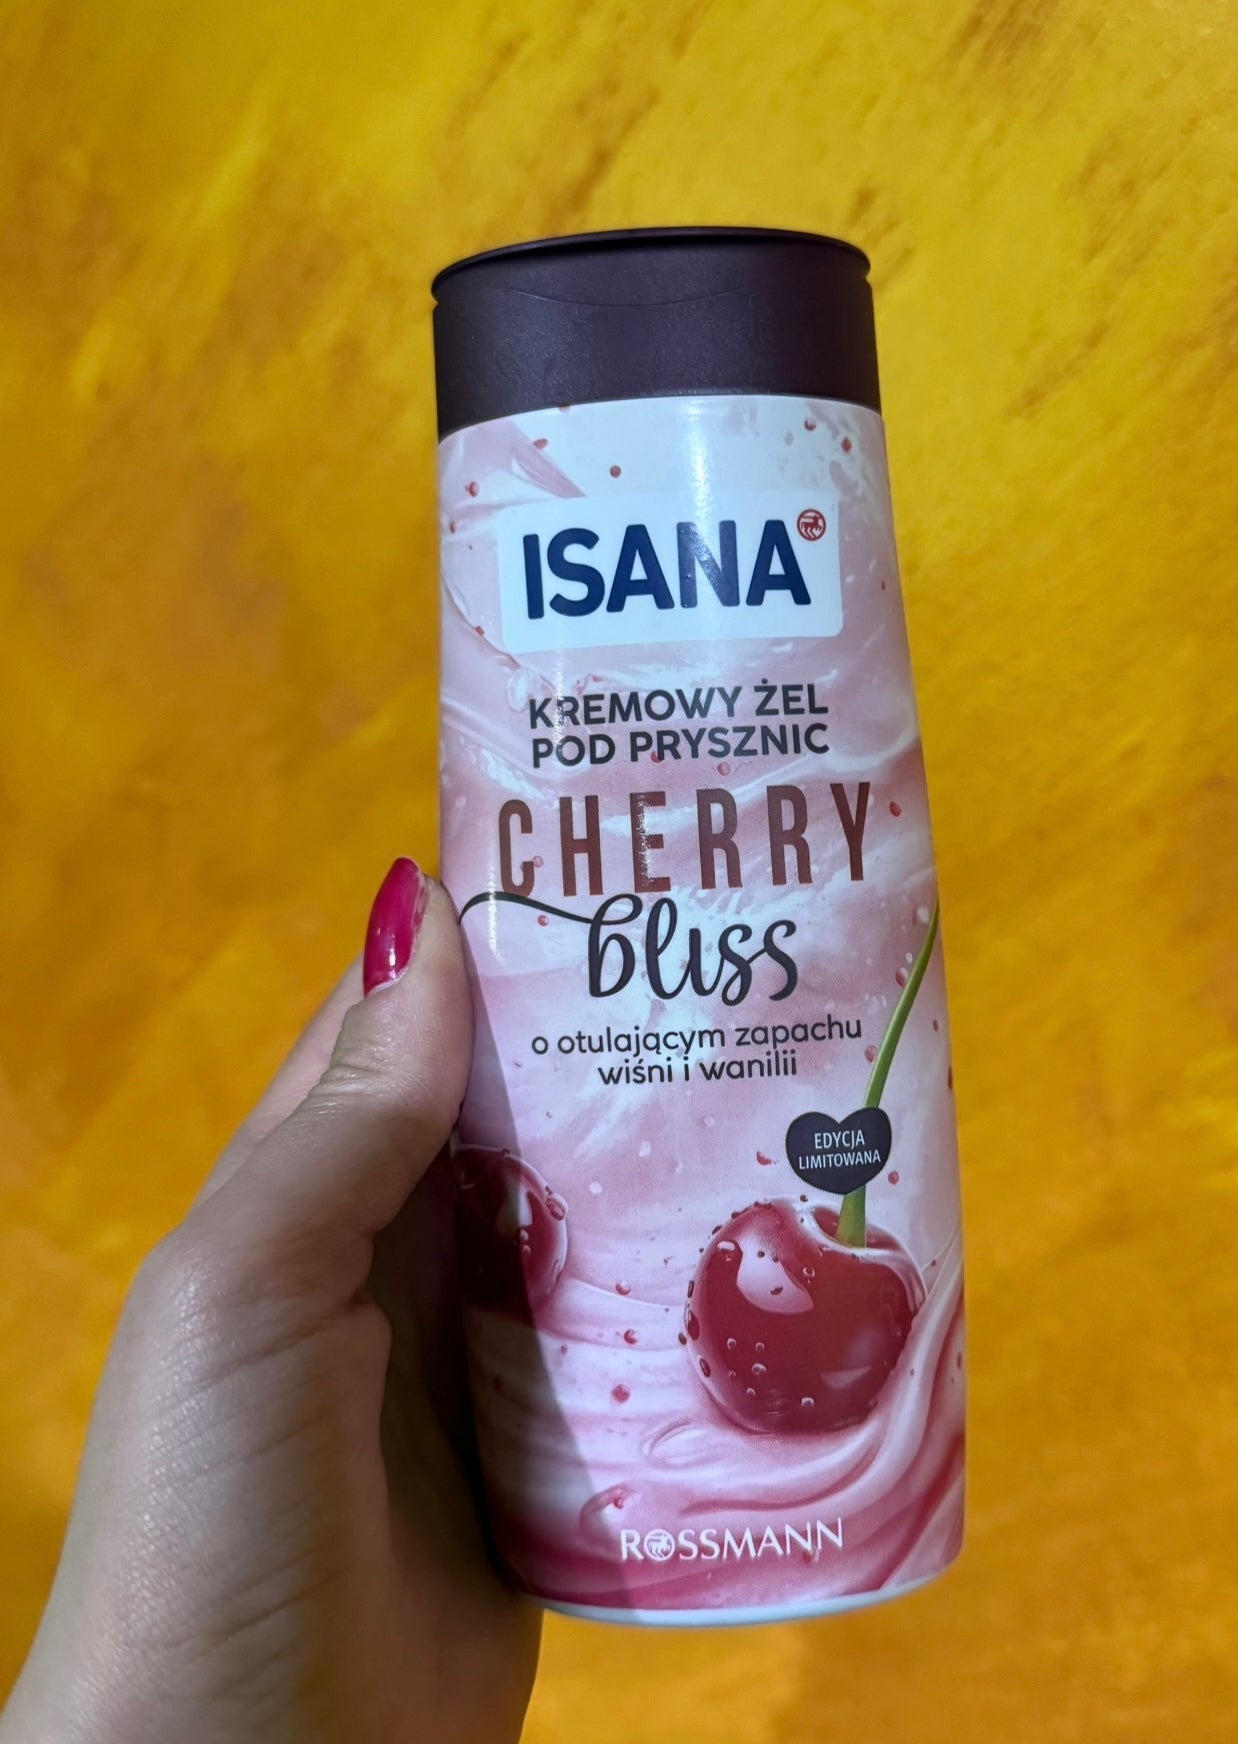 ISANA
KREMOWY ŻEL
POD PRYSZNIC
CHERRY
bliss
o otulającym zapachu
wiśni i wanilii
EDYCJA
LIMITOWANA
ROSSMANN